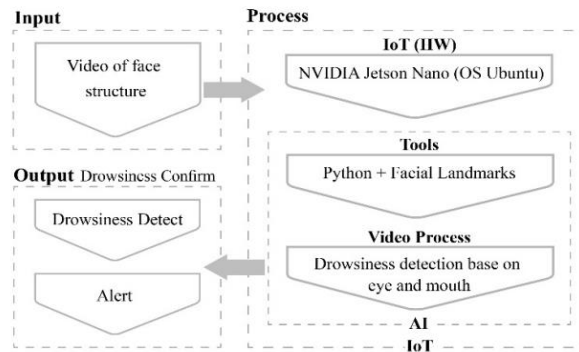 Input
Video of face
structure
Process
IoT (HW)
NVIDIA Jetson Nano (OS Ubuntu)
Tools
Python + Facial Landmarks
Video Process
Drowsiness detection base on
eye and mouth
AI
IoT
Output Drowsiness Confirm
Drowsiness Detect
Alert